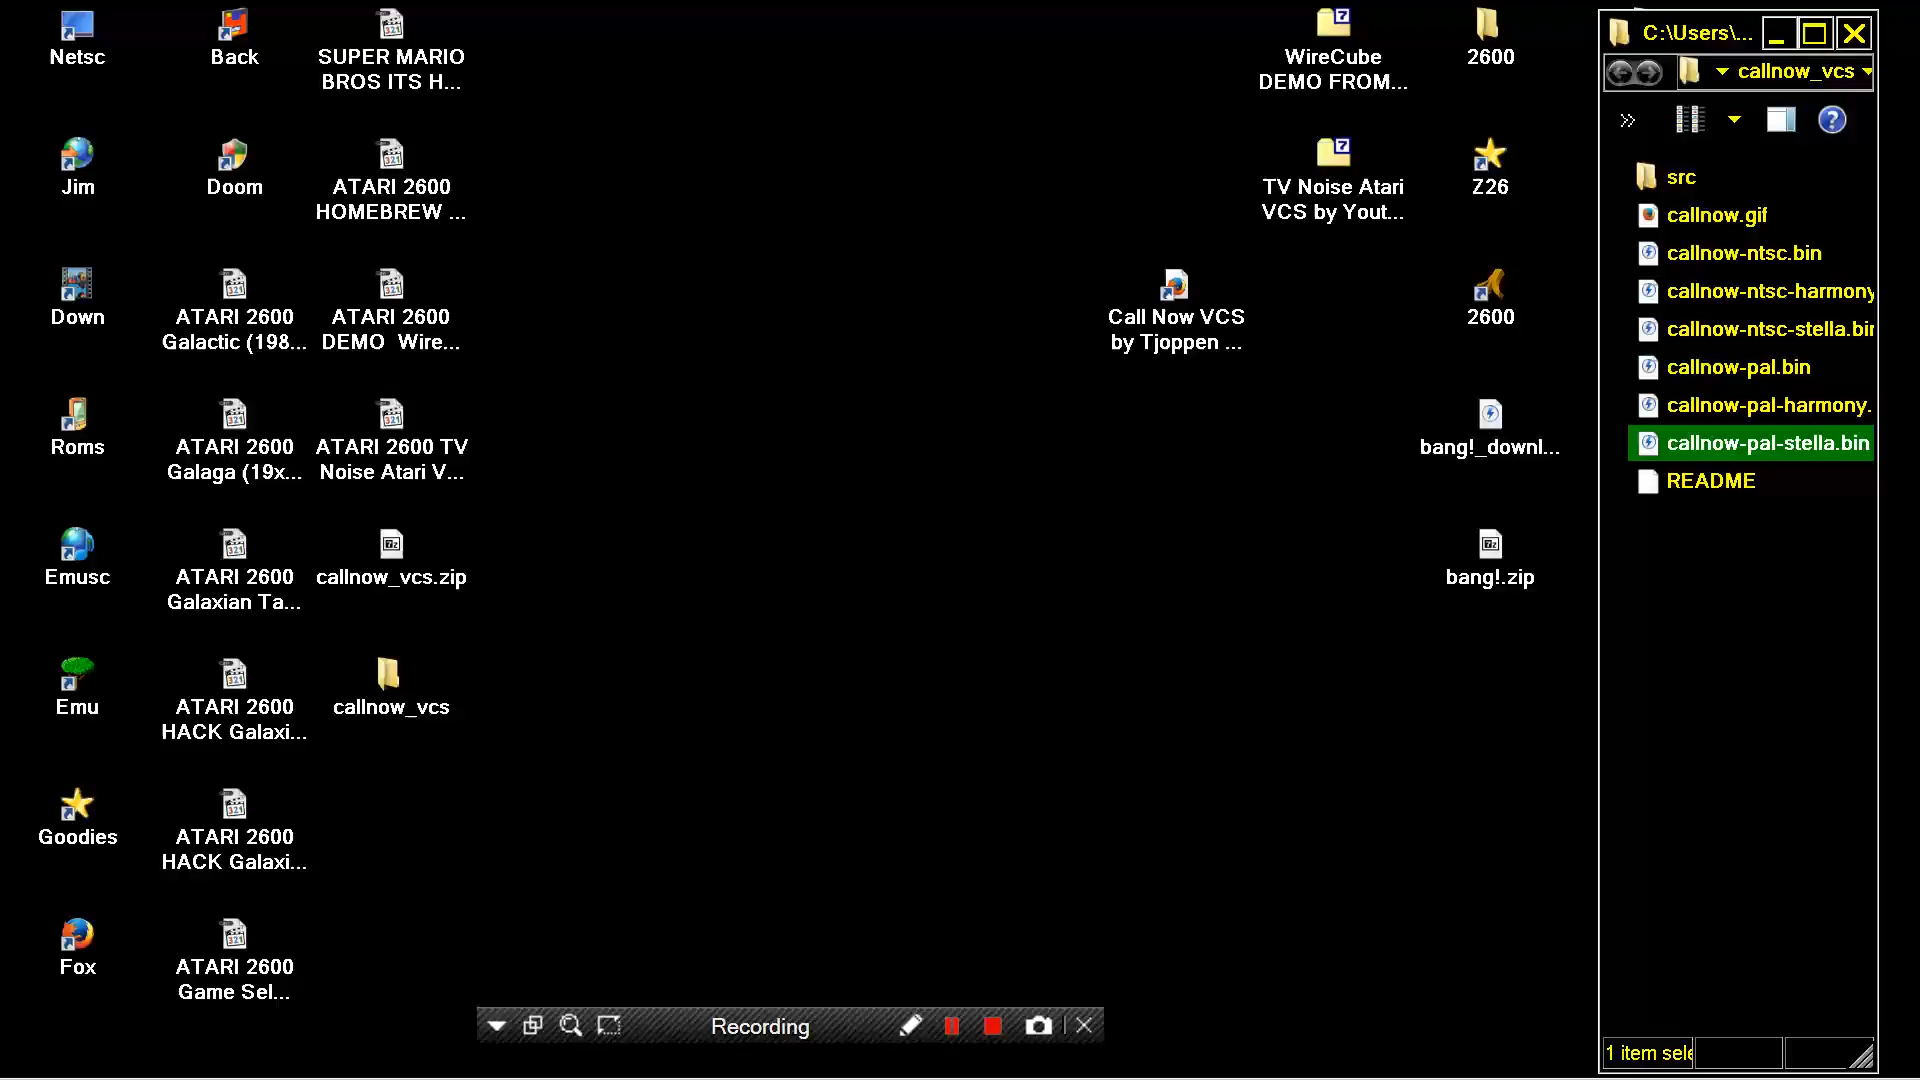 Netsc
Back
SUPER MARIO
BROS ITS H...
WireCube
DEMO FROM...
2600
Jim
Doom
ATARI 2600
HOMEBREW ...
TV Noise Atari
VCS by Yout...
Z26
Down
ATARI 2600
Galactic (198...
ATARI 2600
DEMO Wire...
Call Now VCS
by Tjoppen ...
2600
Roms
ATARI 2600
Galaga (19x...
ATARI 2600 TV
Noise Atari V...
bang!_downl...
Emusc
ATARI 2600
Galaxian Ta...
callnow_vcs.zip
bang!.zip
Emu
ATARI 2600
HACK Galaxi...
callnow_vcs
Goodies
ATARI 2600
HACK Galaxi...
Fox
ATARI 2600
Game Sel...
Recording
C:\Users\...
callnow_vcs
src
callnow.gif
callnow-ntsc.bin
callnow-ntsc-harmony
callnow-ntsc-stella.bin
callnow-pal.bin
callnow-pal-harmony.
callnow-pal-stella.bin
README
1 item sele